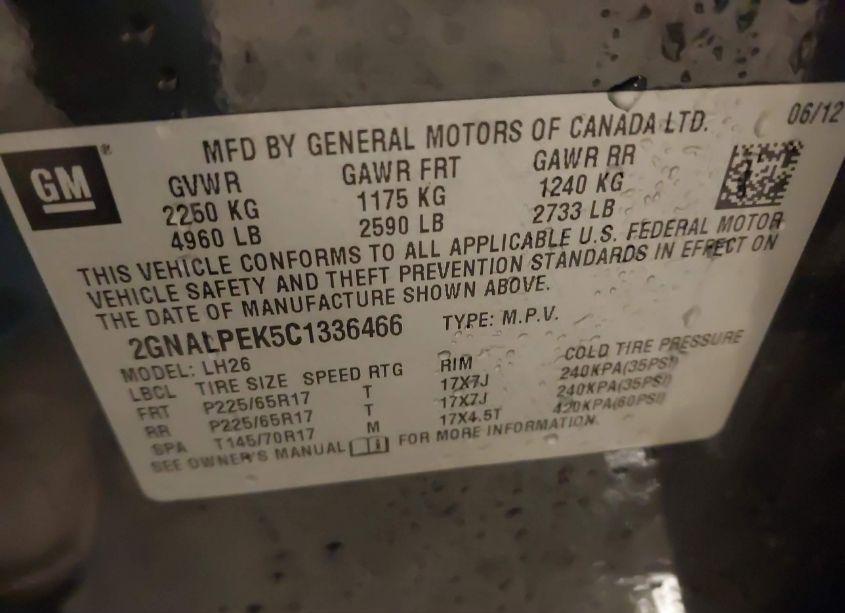 06/12
MFD BY GENERAL MOTORS OF CANADA LTD.
GM ®
GVWR GAWR FRT GAWR RR
2250 KG 1175 KG 1240 KG
4960 LB 2590 LB 2733 LB
THIS VEHICLE CONFORMS TO ALL APPLICABLE U.S. FEDERAL MOTOR
VEHICLE SAFETY AND THEFT PREVENTION STANDARDS IN EFFECT ON
THE DATE OF MANUFACTURE SHOWN ABOVE.
2GNALPEK5C1336466 TYPE: M.P.V.
MODEL: LH26
LBCL TIRE SIZE SPEED RTG RIM COLD TIRE PRESSURE
FRT P225/65R17 T 17X7J 240KPA(35PSI)
RR P225/65R17 T 17X7J 240KPA(35PSI)
SPA T145/70R17 M 17X4.5T 420KPA(60PSI)
SEE OWNER'S MANUAL FOR MORE INFORMATION.